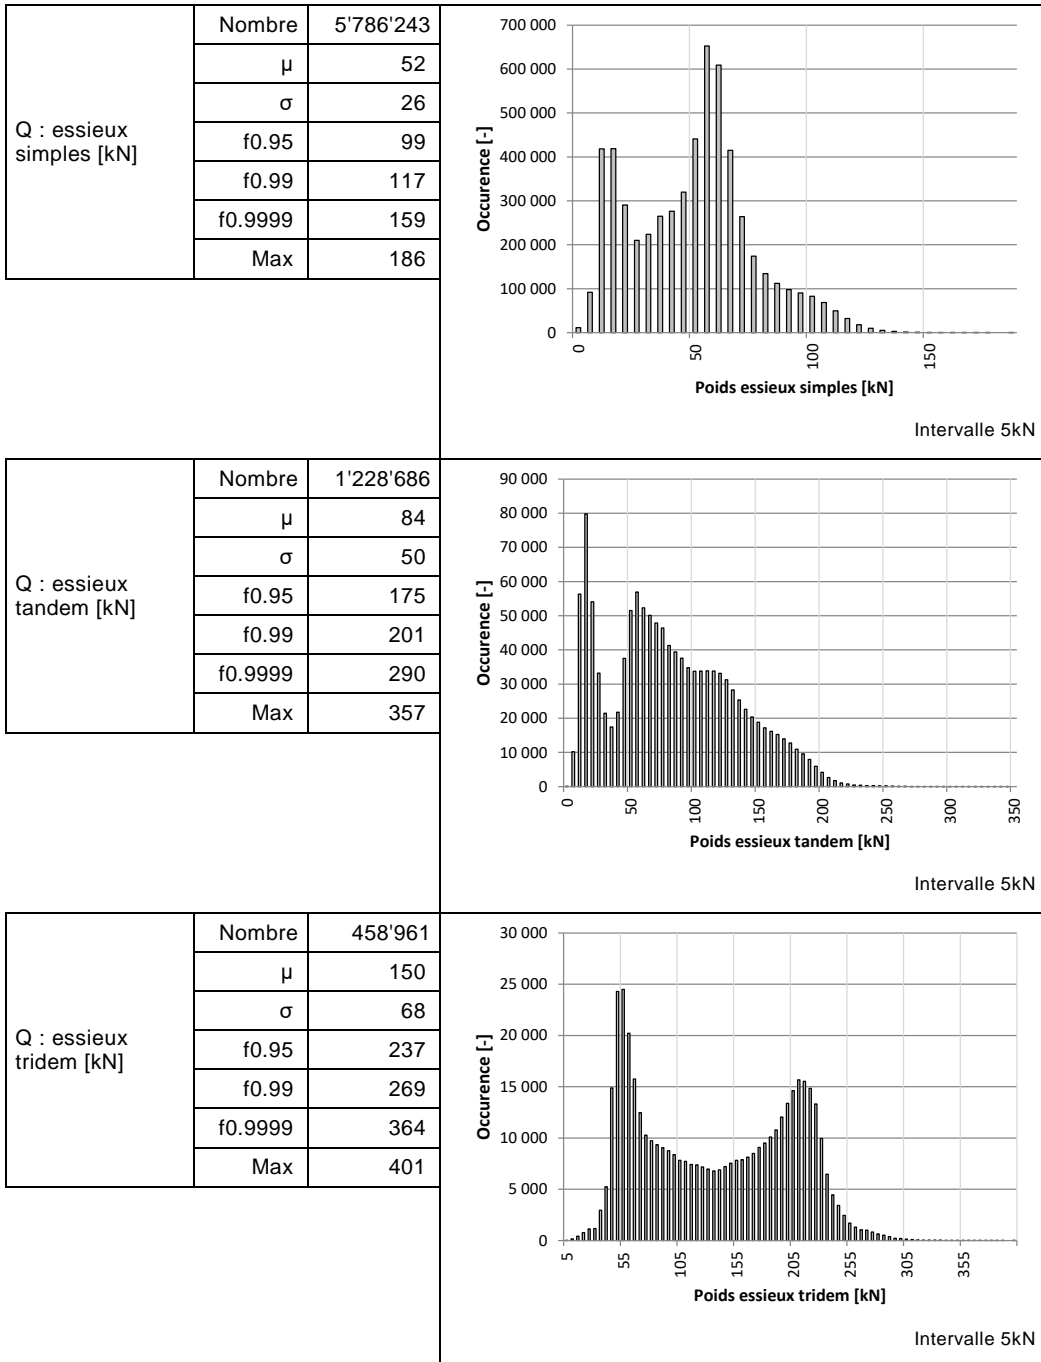 Q : essieux
simples [kN]
Nombre 5'786'243
μ 52
σ 26
f0.95 99
f0.99 117
f0.9999 159
Max 186
700 000
600 000
500 000
400 000
300 000
200 000
100 000
0
Occurence [-]
0 50 100 150
Poids essieux simples [kN]
Intervalle 5kN
Q : essieux
tandem [kN]
Nombre 1'228'686
μ 84
σ 50
f0.95 175
f0.99 201
f0.9999 290
Max 357
90 000
80 000
70 000
60 000
50 000
40 000
30 000
20 000
10 000
0
Occurence [-]
0 50 100 150 200 250 300 350
Poids essieux tandem [kN]
Intervalle 5kN
Q : essieux
tridem [kN]
Nombre 458'961
μ 150
σ 68
f0.95 237
f0.99 269
f0.9999 364
Max 401
30 000
25 000
20 000
15 000
10 000
5 000
0
Occurence [-]
5 55 105 155 205 255 305 355
Poids essieux tridem [kN]
Intervalle 5kN